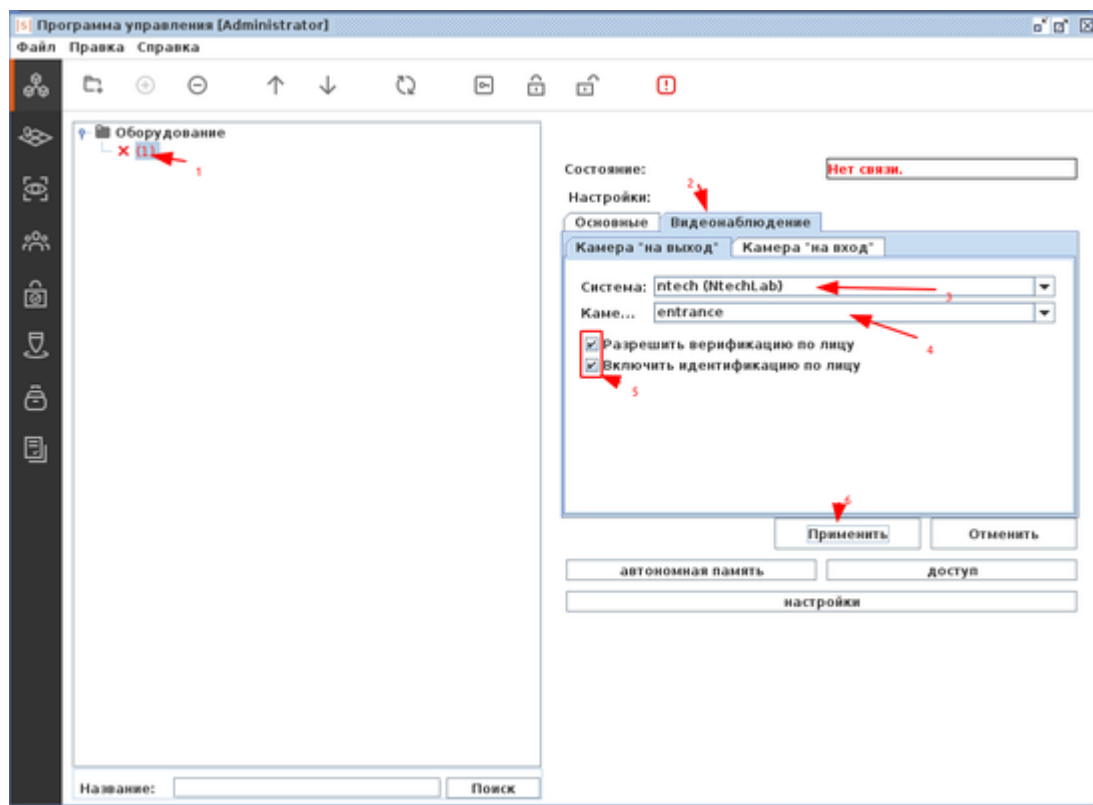 [S] Программа управления [Administrator]
Файл Правка Справка
Оборудование
(1)
1
Состояние: Нет связи.
2
Настройки:
Основные Видеонаблюдение
Камера "на выход" Камера "на вход"
Система: ntech (NtechLab)
3
Каме... entrance
4
Разрешить верификацию по лицу
Включить идентификацию по лицу
5
6
Применить Отменить
автономная память доступ
настройки
Название: Поиск